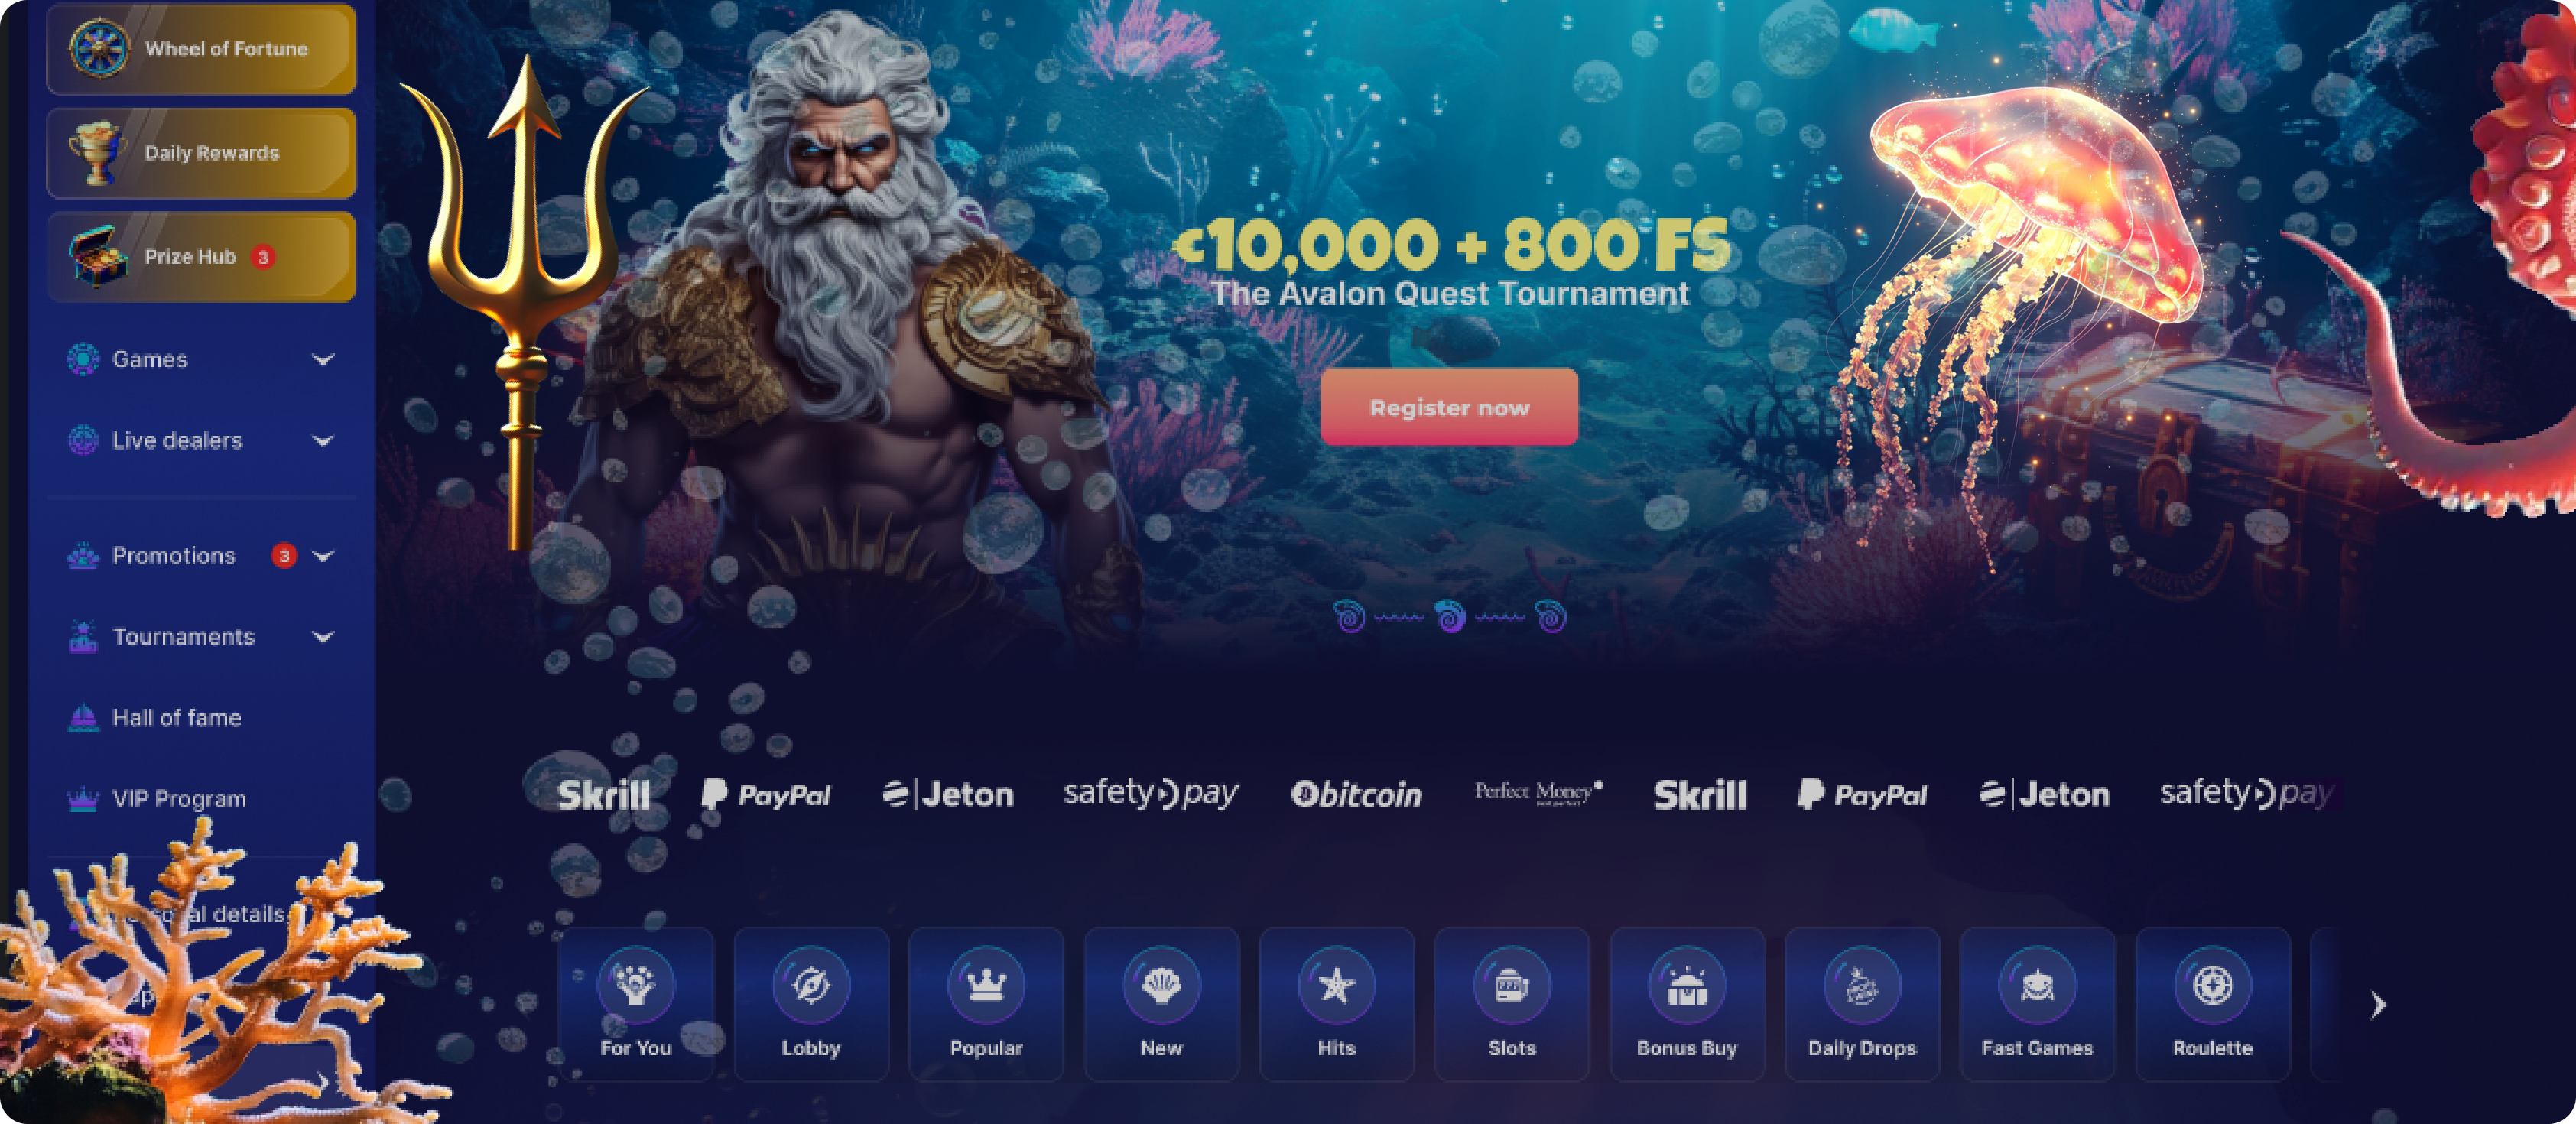 Wheel of Fortune
Daily Rewards
Prize Hub 3
Games
Live dealers
Promotions 3
Tournaments
Hall of fame
VIP Program
details
€10,000 + 800 FS
The Avalon Quest Tournament
Register now
Skrill PayPal Jeton safetypay bitcoin Perfect Money Skrill PayPal Jeton safetypay
For You Lobby Popular New Hits Slots Bonus Buy Daily Drops Fast Games Roulette